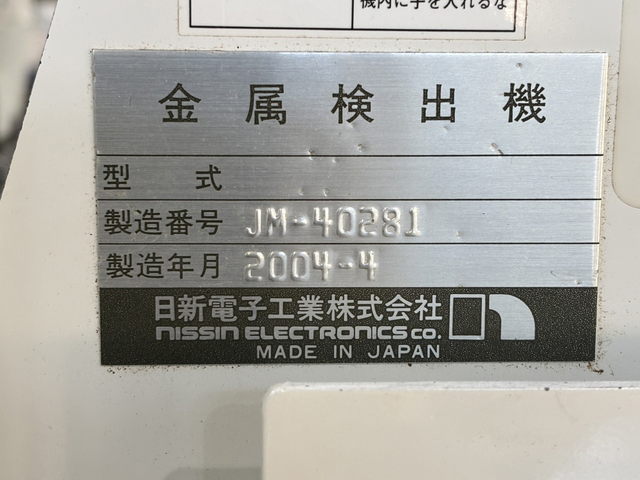 機内に手を入れるな
金属検出機
型式
製造番号 JM-40281
製造年月 2004-4
日新電子工業株式会社
NISSIN ELECTRONICS CO.
MADE IN JAPAN